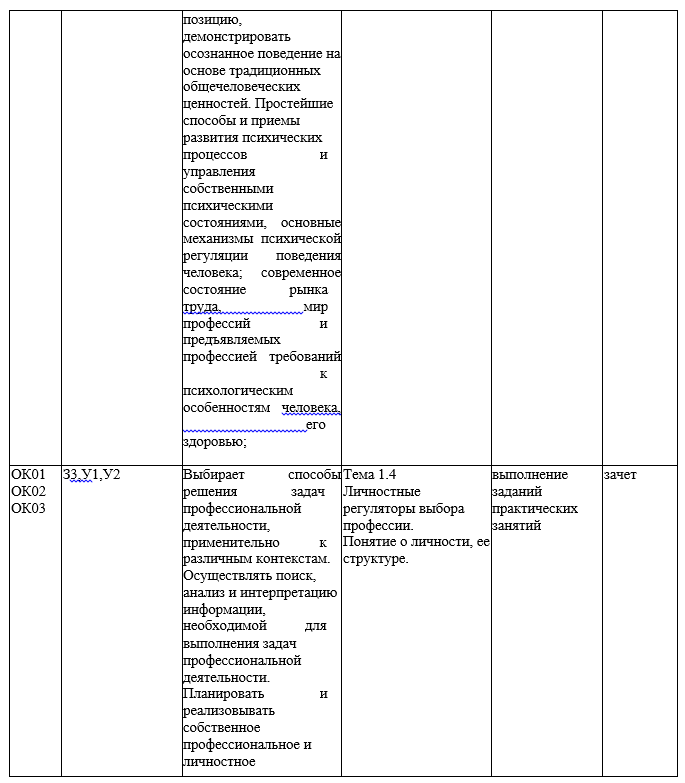 позицию,
демонстрировать
осознанное поведение на
основе традиционных
общечеловеческих
ценностей. Простейшие
способы и приемы
развития психических
процессов и
управления
собственными
психическими
состояниями, основные
механизмы психической
регуляции поведения
человека; современное
состояние рынка
труда, мир
профессий и
предъявляемых
профессией требований
к
психологическим
особенностям человека,
его
здоровью;
ОК01
ОК02
ОК03
З3,У1,У2
Выбирает способы
решения задач
профессиональной
деятельности,
применительно к
различным контекстам.
Осуществлять поиск,
анализ и интерпретацию
информации,
необходимой для
выполнения задач
профессиональной
деятельности.
Планировать и
реализовывать
собственное
профессиональное и
личностное
Тема 1.4
Личностные
регуляторы выбора
профессии.
Понятие о личности, ее
структуре.
выполнение
заданий
практических
занятий
зачет